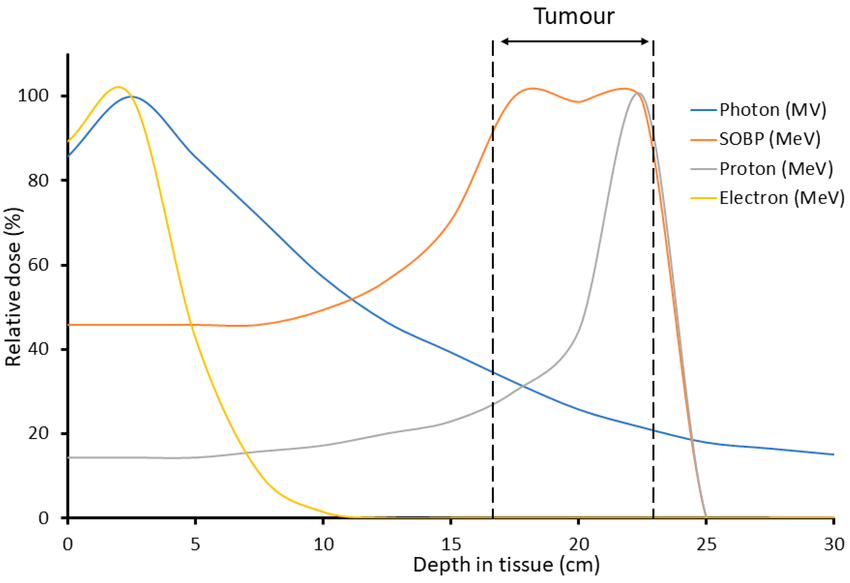 Tumour
Relative dose (%)
100
80
60
40
20
0
Photon (MV)
SOBP (MeV)
Proton (MeV)
Electron (MeV)
0 5 10 15 20 25 30
Depth in tissue (cm)